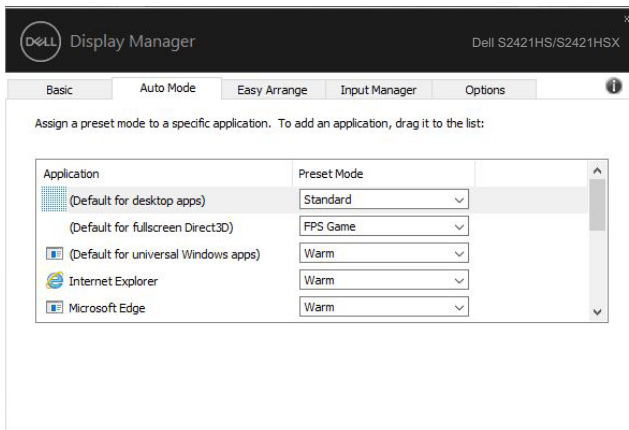 DELL Display Manager Dell S2421HS/S2421HSX
Basic Auto Mode Easy Arrange Input Manager Options
Assign a preset mode to a specific application. To add an application, drag it to the list:
Application Preset Mode
(Default for desktop apps) Standard
(Default for fullscreen Direct3D) FPS Game
(Default for universal Windows apps) Warm
Internet Explorer Warm
Microsoft Edge Warm